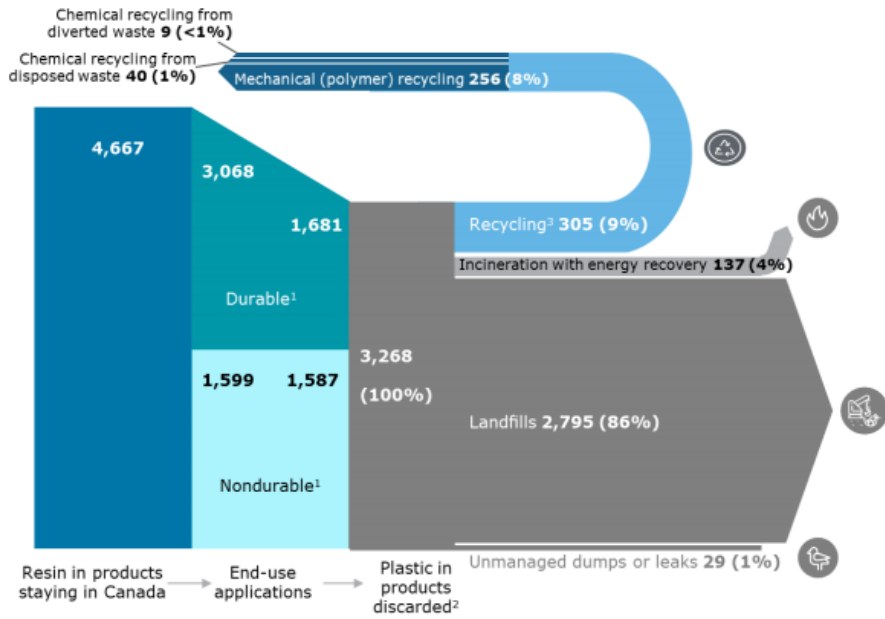 Chemical recycling from
diverted waste 9 (<1%)
Chemical recycling from
disposed waste 40 (1%)
Mechanical (polymer) recycling 256 (8%)
4,667
3,068
1,681
Durable¹
1,599 1,587
Nondurable¹
3,268
(100%)
Recycling³ 305 (9%)
Incineration with energy recovery 137 (4%)
Landfills 2,795 (86%)
Unmanaged dumps or leaks 29 (1%)
Resin in products
staying in Canada
End-use
applications
Plastic in
products
discarded²